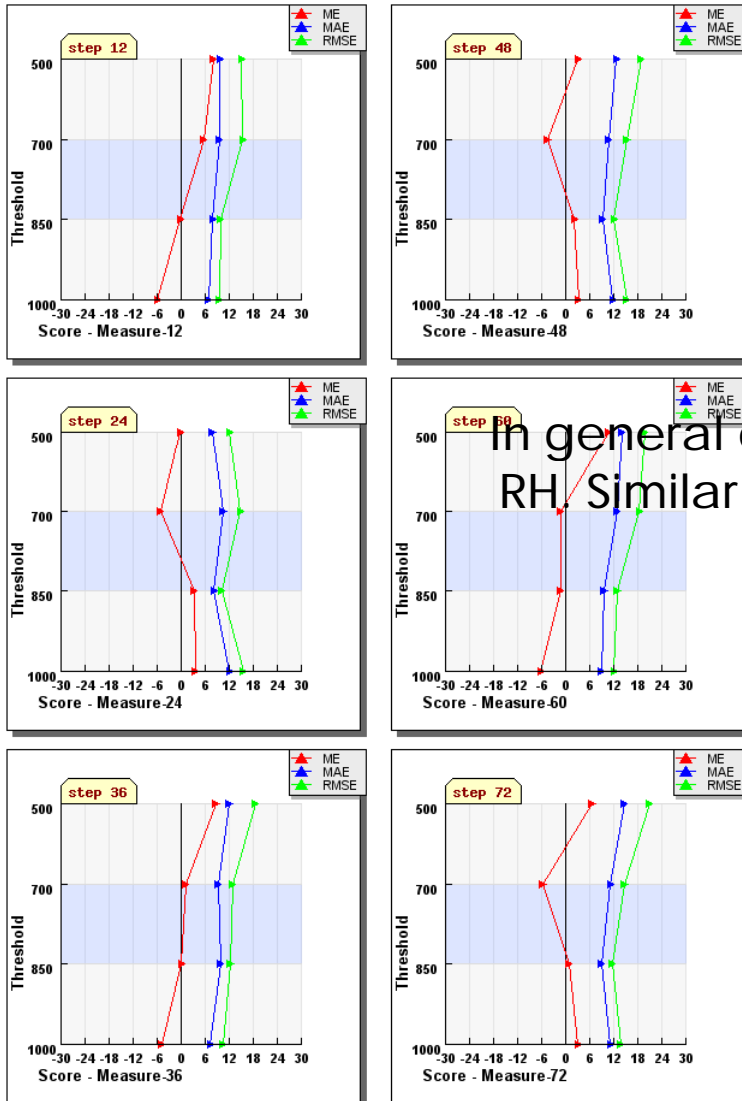 step 12
ME
MAE
RMSE
500
700
850
1000
Threshold
-30 -24 -18 -12 -6 0 6 12 18 24 30
Score - Measure-12
step 48
ME
MAE
RMSE
500
700
850
1000
Threshold
-30 -24 -18 -12 -6 0 6 12 18 24 30
Score - Measure-48
step 24
ME
MAE
RMSE
500
700
850
1000
Threshold
-30 -24 -18 -12 -6 0 6 12 18 24 30
Score - Measure-24
step 60
ME
MAE
RMSE
500
700
850
1000
Threshold
-30 -24 -18 -12 -6 0 6 12 18 24 30
Score - Measure-60
In general
RH. Similar
step 36
ME
MAE
RMSE
500
700
850
1000
Threshold
-30 -24 -18 -12 -6 0 6 12 18 24 30
Score - Measure-36
step 72
ME
MAE
RMSE
500
700
850
1000
Threshold
-30 -24 -18 -12 -6 0 6 12 18 24 30
Score - Measure-72